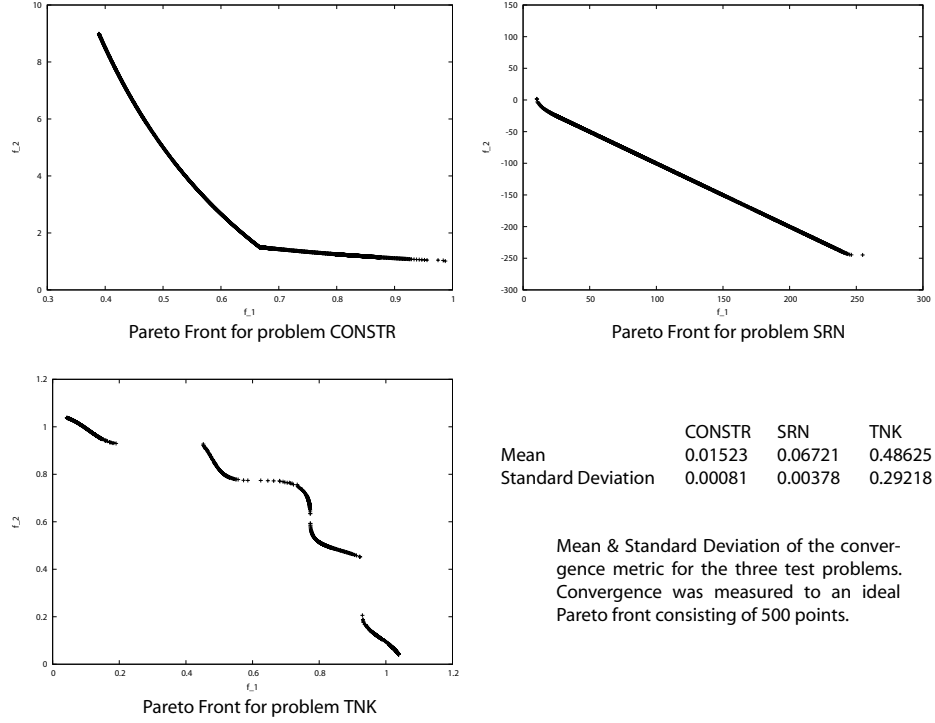 10
8
6
4
2
0
f_2
0.3 0.4 0.5 0.6 0.7 0.8 0.9 1
f_1
Pareto Front for problem CONSTR
150
100
50
0
-50
-100
-150
-200
-250
-300
f_2
0 50 100 150 200 250 300
f_1
Pareto Front for problem SRN
1.2
1
0.8
0.6
0.4
0.2
0
f_2
0 0.2 0.4 0.6 0.8 1 1.2
f_1
Pareto Front for problem TNK
CONSTR SRN TNK
Mean 0.01523 0.06721 0.48625
Standard Deviation 0.00081 0.00378 0.29218
Mean & Standard Deviation of the conver-
gence metric for the three test problems.
Convergence was measured to an ideal
Pareto front consisting of 500 points.